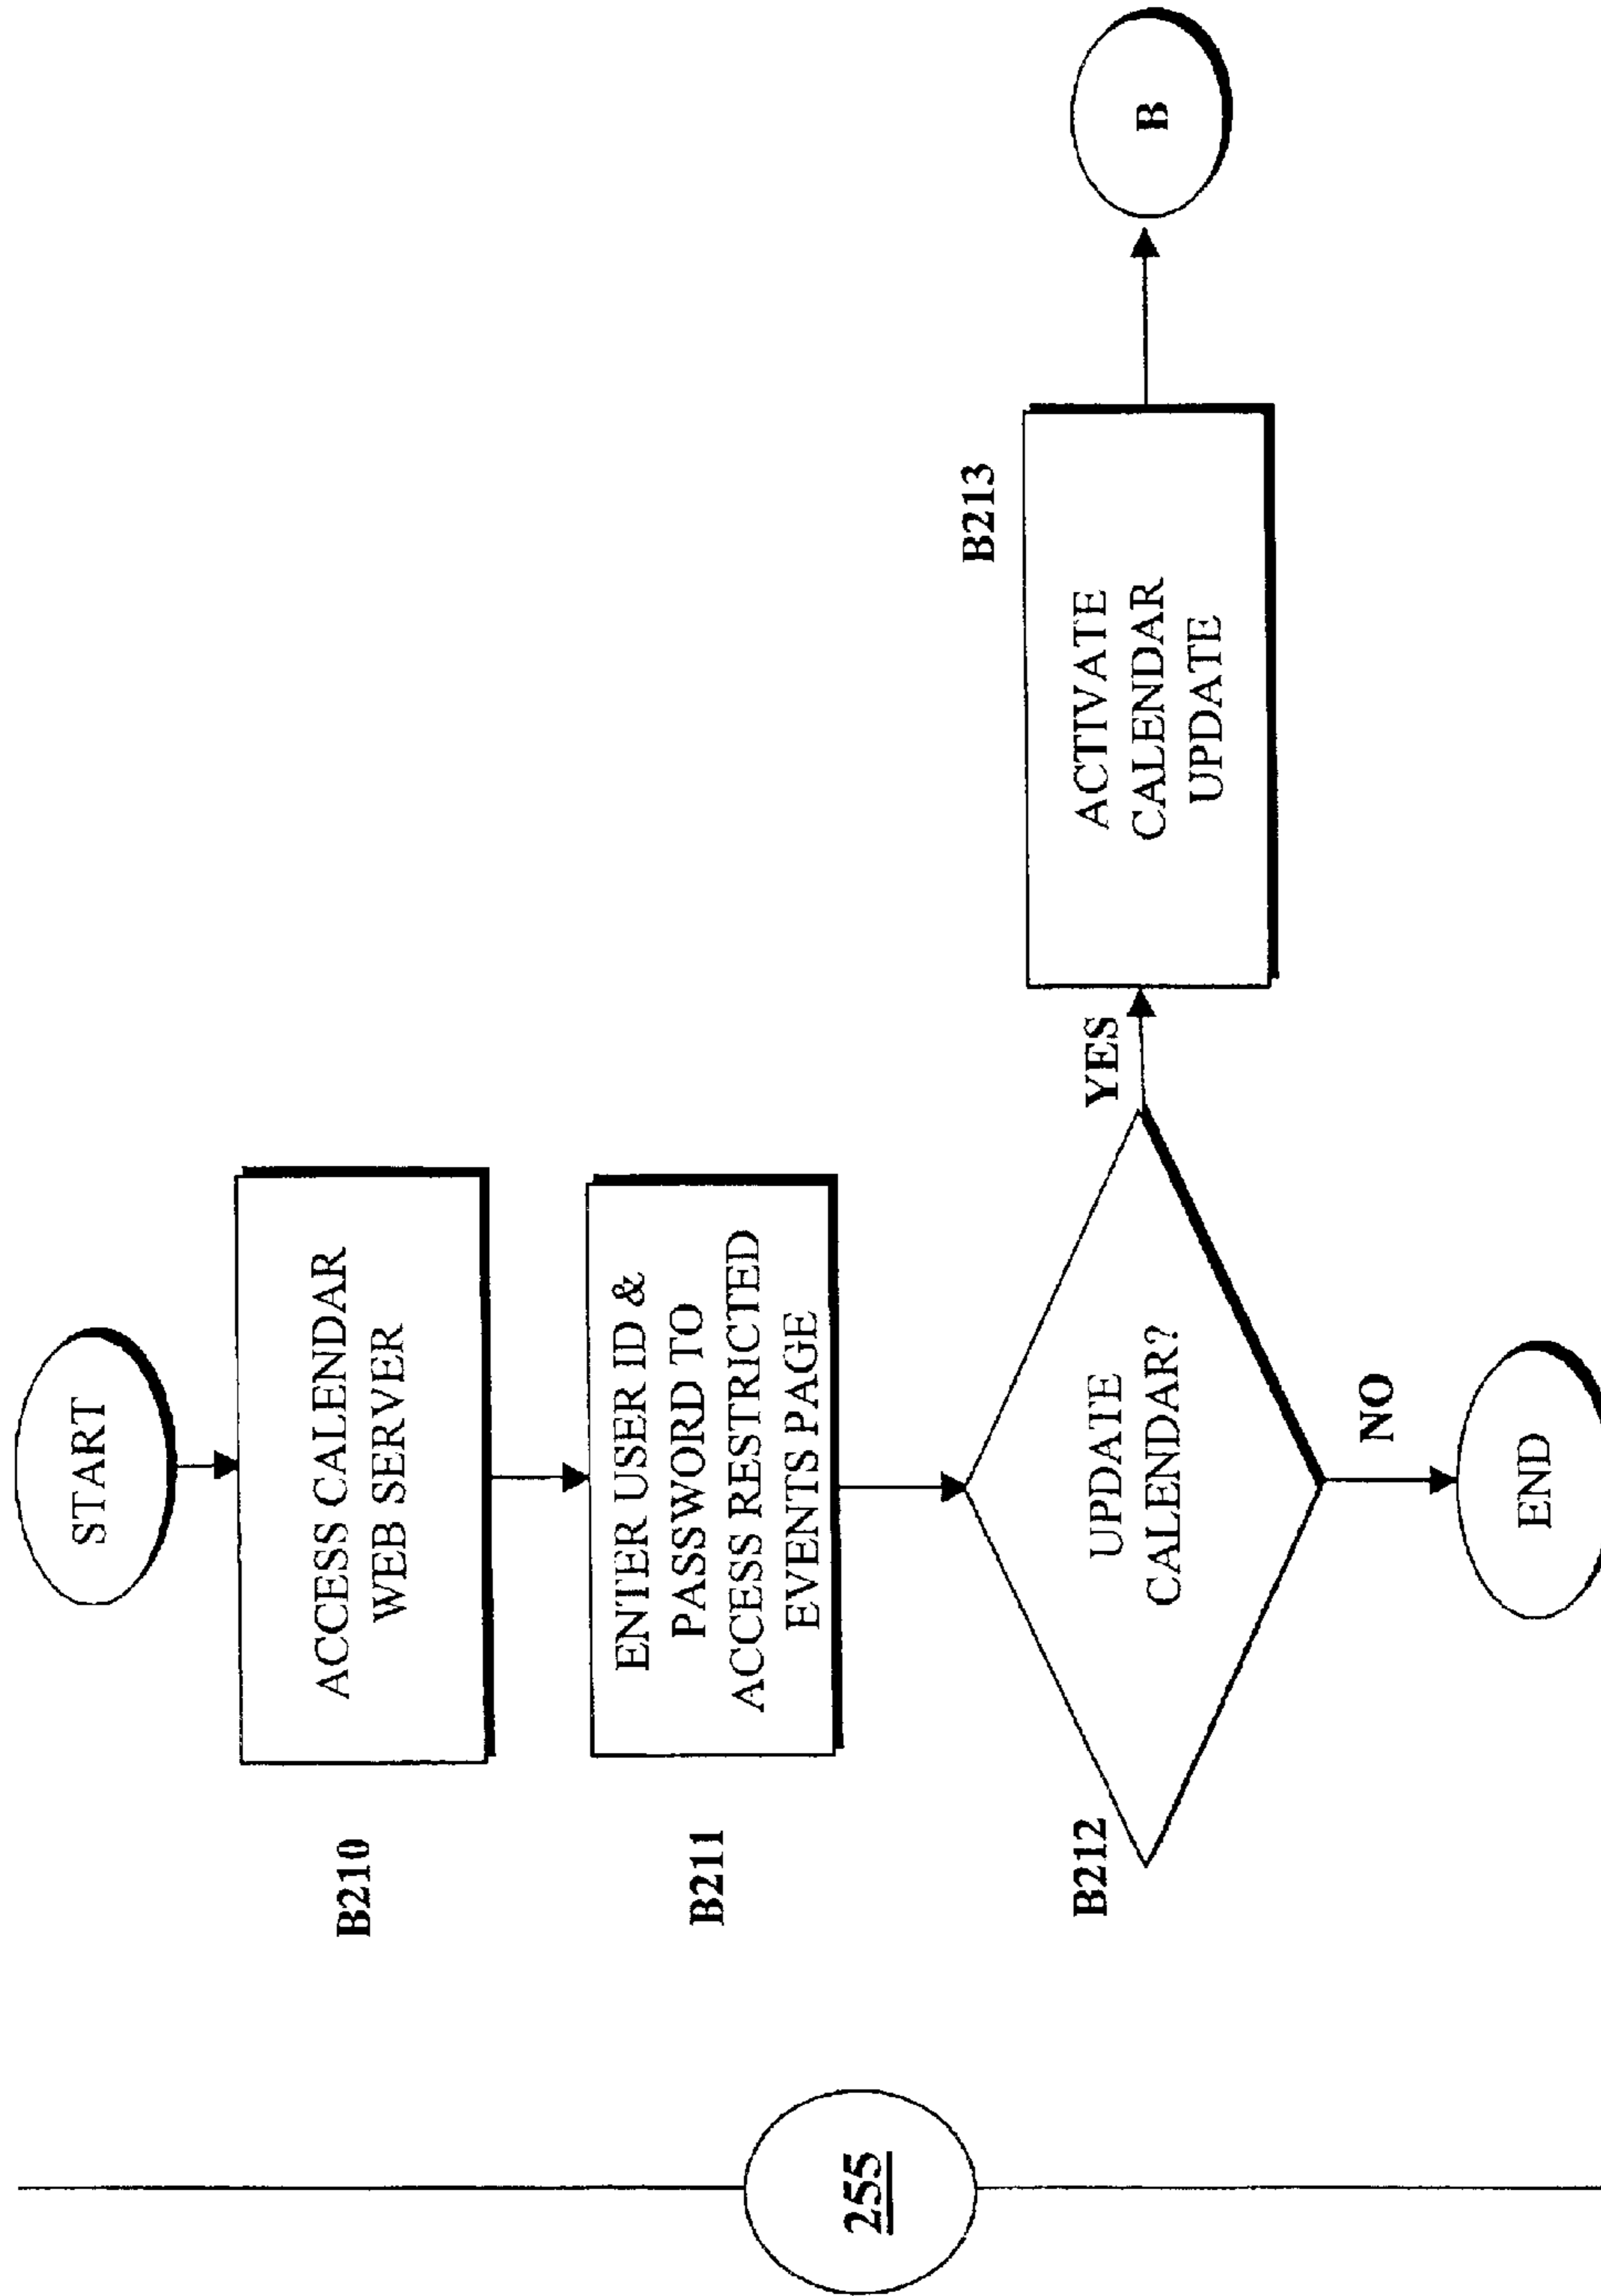 START
B210
ACCESS CALENDAR
WEB SERVER
B211
ENTER USER ID &
PASSWORD TO
ACCESS RESTRICTED
EVENTS PAGE
255
B212
UPDATE
CALENDAR?
YES
B213
ACTIVATE
CALENDAR
UPDATE
B
NO
END